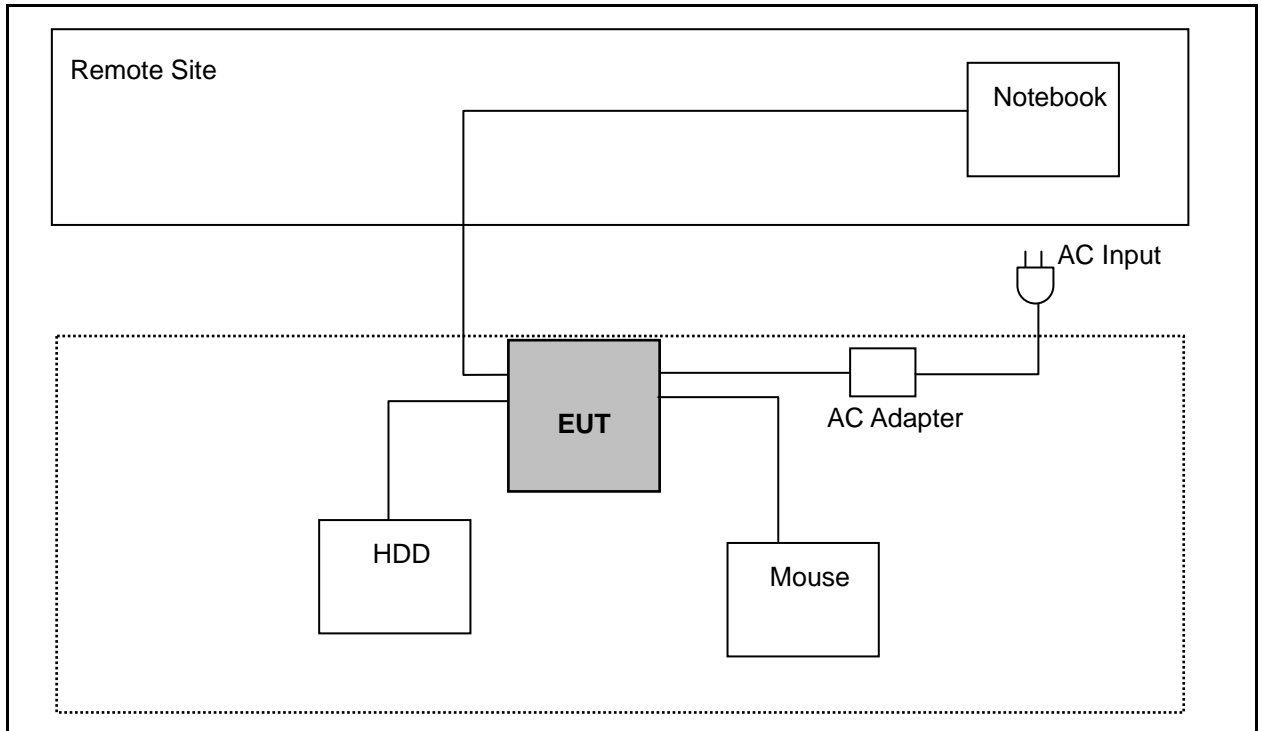 Remote Site
Notebook
AC Input
EUT
AC Adapter
HDD
Mouse